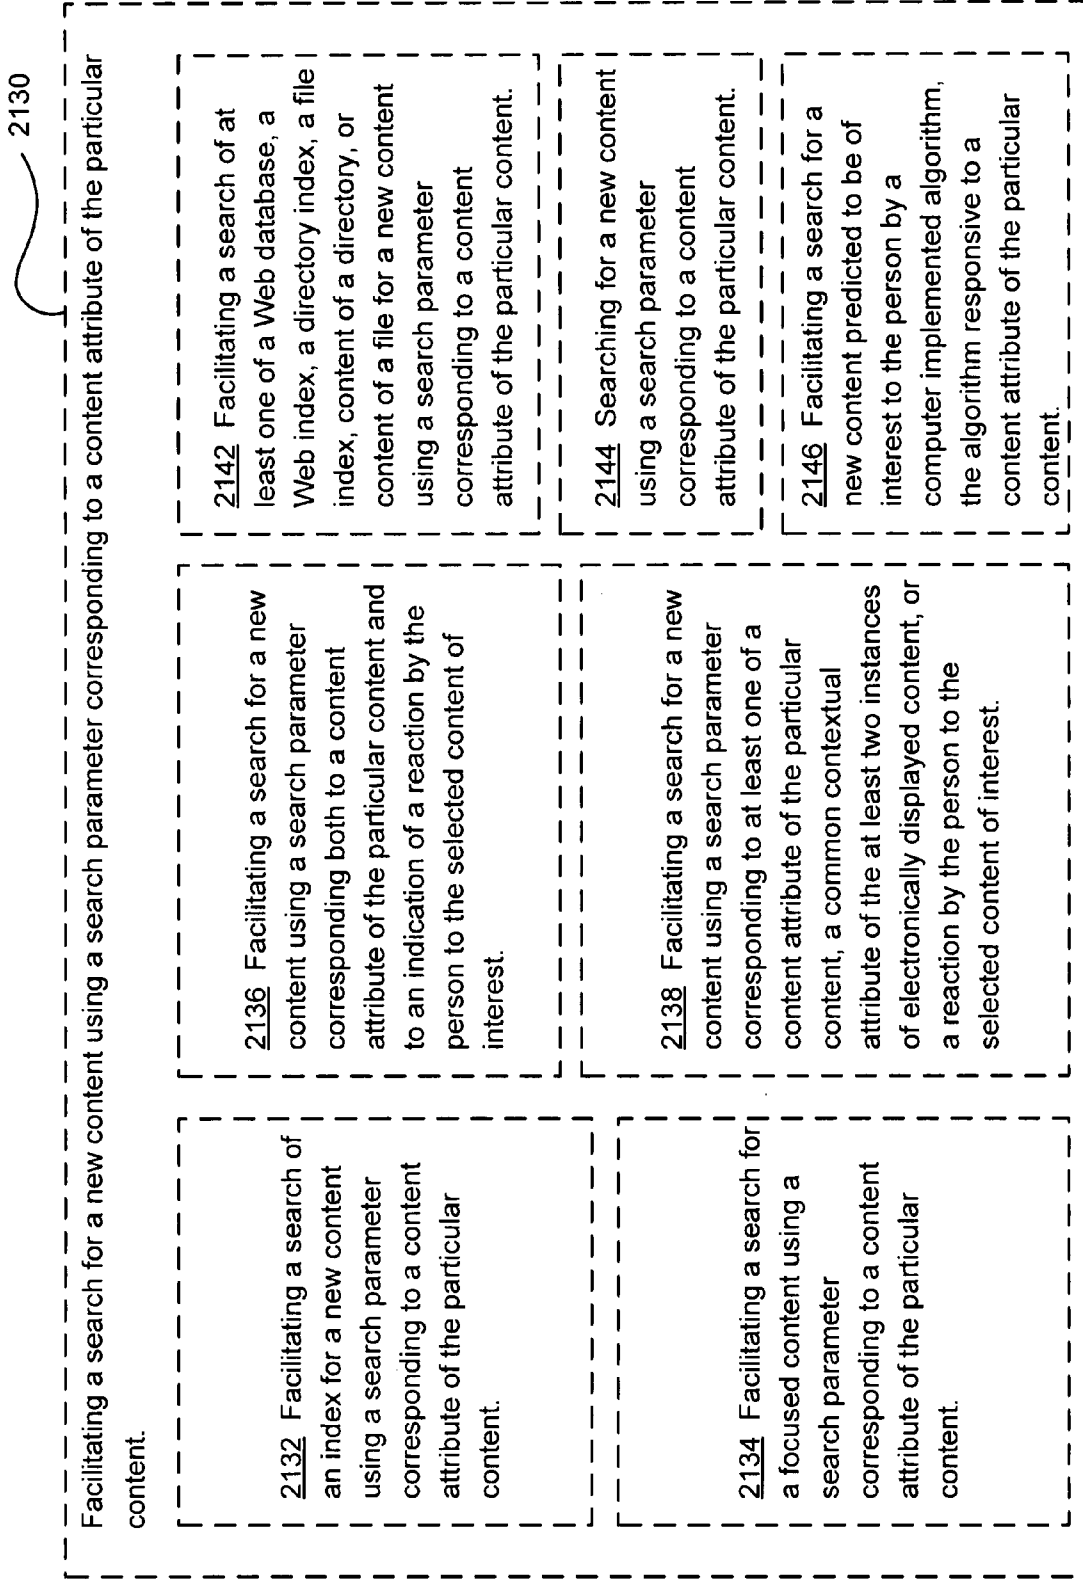 2130
Facilitating a search for a new content using a search parameter corresponding to a content attribute of the particular
content.
2132 Facilitating a search of
an index for a new content
using a search parameter
corresponding to a content
attribute of the particular
content.
2134 Facilitating a search for
a focused content using a
search parameter
corresponding to a content
attribute of the particular
content.
2136 Facilitating a search for a new
content using a search parameter
corresponding both to a content
attribute of the particular content and
to an indication of a reaction by the
person to the selected content of
interest.
2138 Facilitating a search for a new
content using a search parameter
corresponding to at least one of a
content attribute of the particular
content, a common contextual
attribute of the at least two instances
of electronically displayed content, or
a reaction by the person to the
selected content of interest.
2142 Facilitating a search of at
least one of a Web database, a
Web index, a directory index, a file
index, content of a directory, or
content of a file for a new content
using a search parameter
corresponding to a content
attribute of the particular content.
2144 Searching for a new content
using a search parameter
corresponding to a content
attribute of the particular content.
2146 Facilitating a search for a
new content predicted to be of
interest to the person by a
computer implemented algorithm,
the algorithm responsive to a
content attribute of the particular
content.